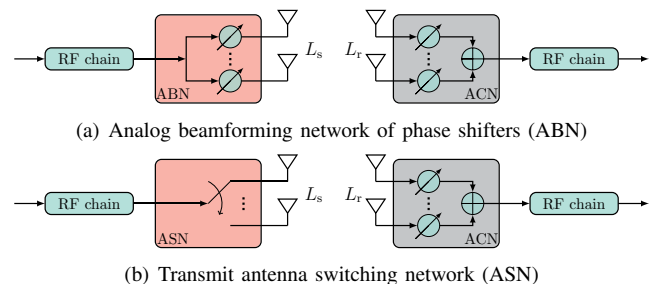 RF chain
ABN
L_s
L_r
ACN
RF chain
(a) Analog beamforming network of phase shifters (ABN)
RF chain
ASN
L_s
L_r
ACN
RF chain
(b) Transmit antenna switching network (ASN)